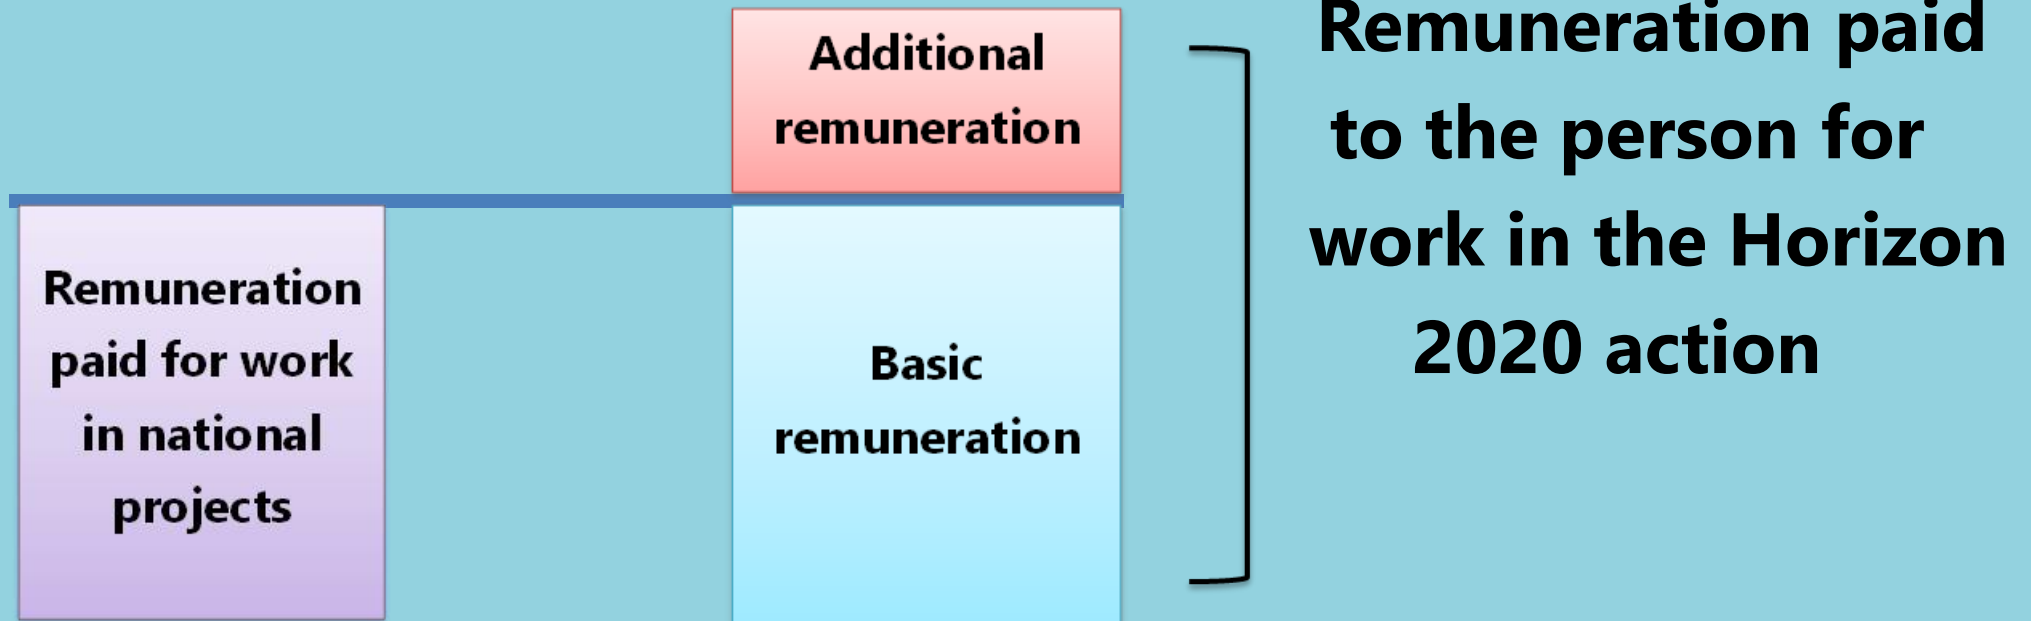 Additional
remuneration
Remuneration paid
to the person for
work in the Horizon
2020 action
Remuneration
paid for work
in national
projects
Basic
remuneration